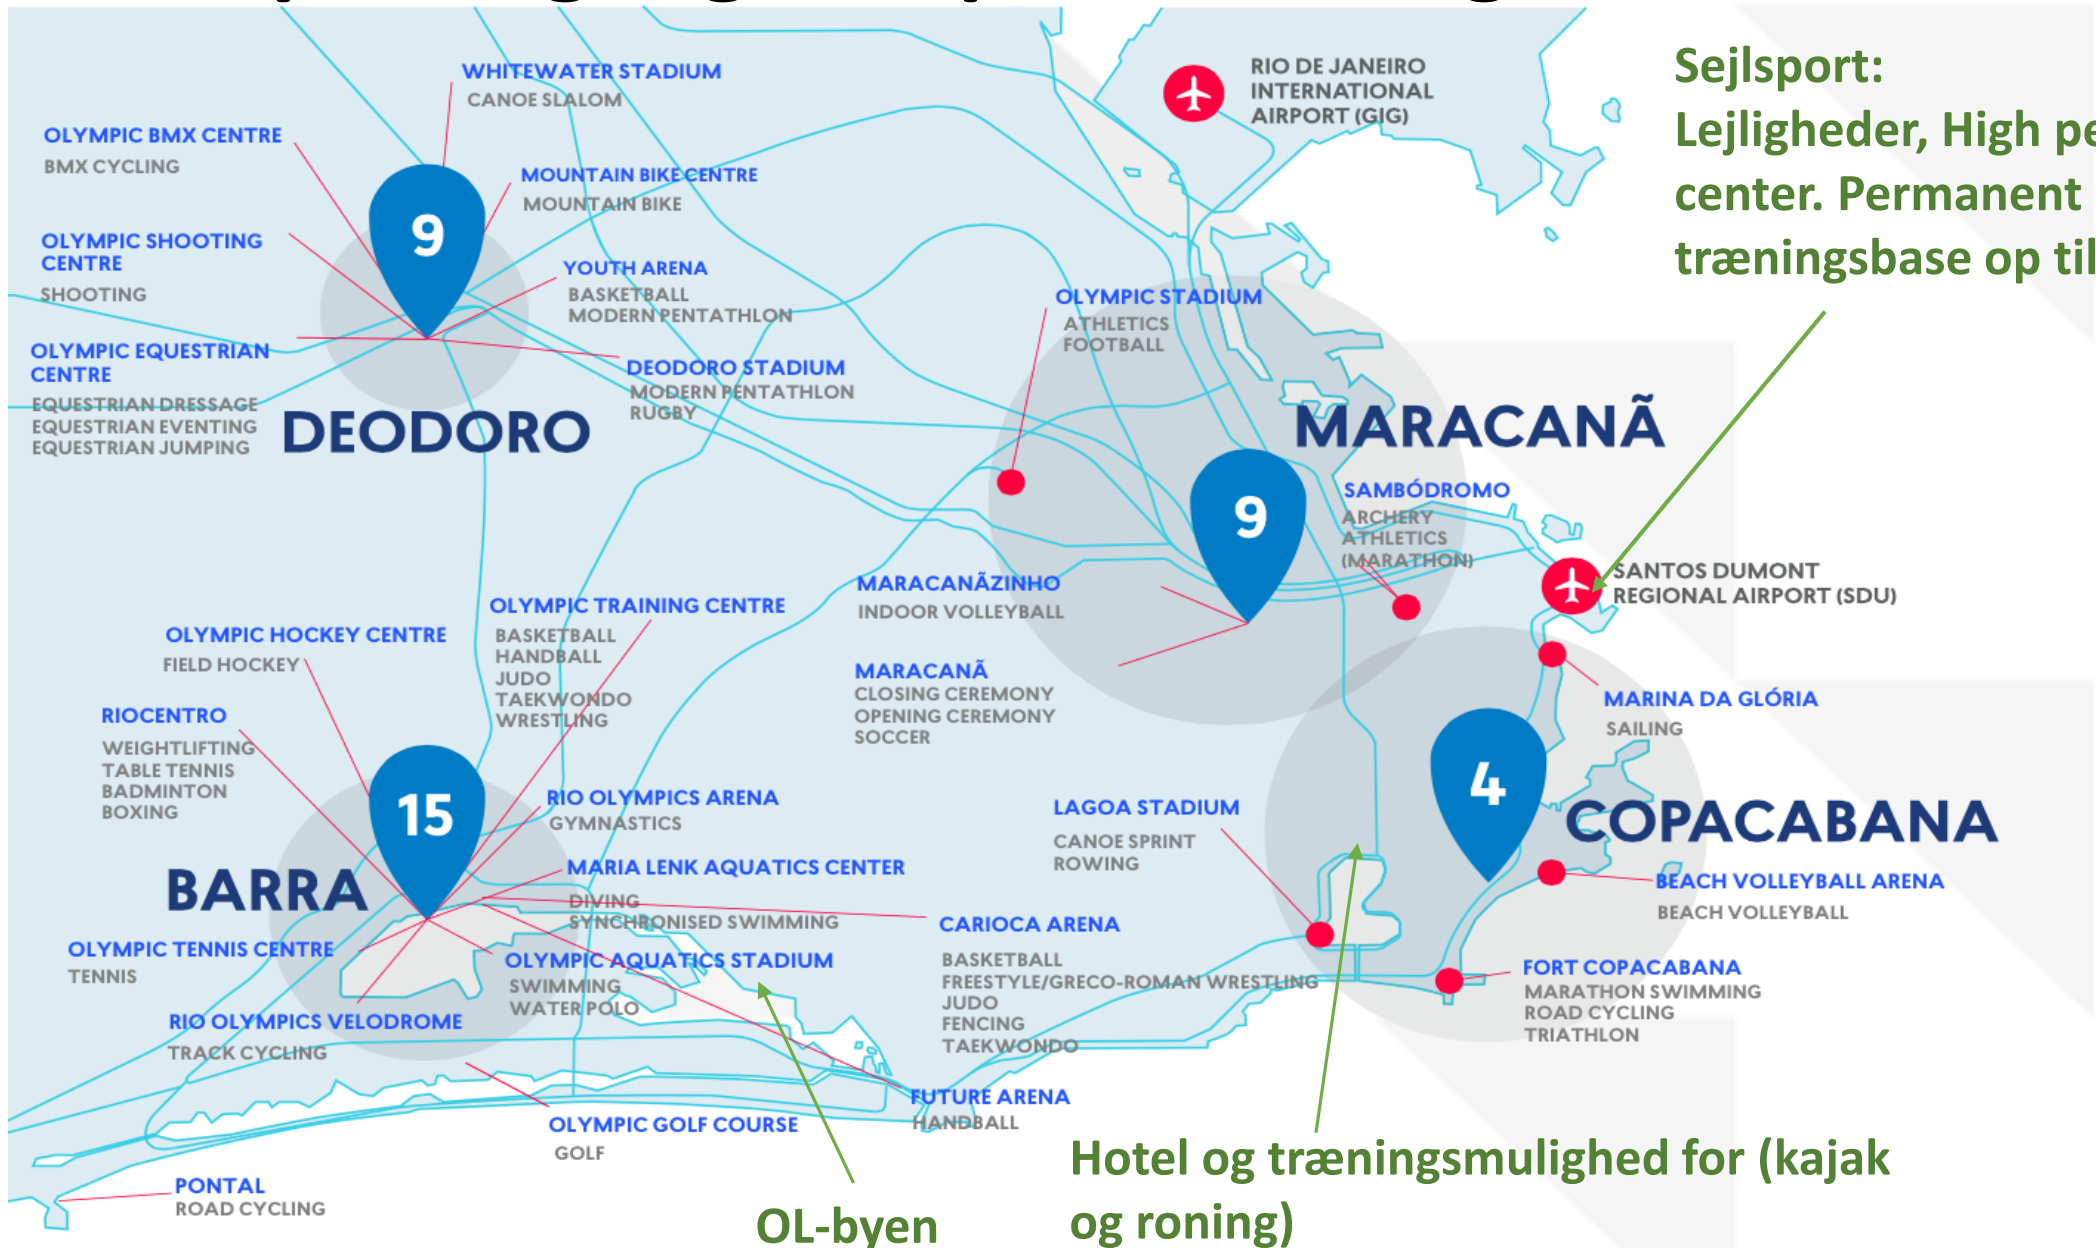 WHITEWATER STADIUM
CANOE SLALOM
OLYMPIC BMX CENTRE
BMX CYCLING
MOUNTAIN BIKE CENTRE
MOUNTAIN BIKE
9
OLYMPIC SHOOTING
CENTRE
SHOOTING
YOUTH ARENA
BASKETBALL
MODERN PENTATHLON
OLYMPIC EQUESTRIAN
CENTRE
EQUESTRIAN DRESSAGE
EQUESTRIAN EVENTING
EQUESTRIAN JUMPING
DEODORO STADIUM
MODERN PENTATHLON
RUGBY
DEODORO
RIO DE JANEIRO
INTERNATIONAL
AIRPORT (GIG)
Sejlsport:
Lejligheder, High pe
center. Permanent
træningsbase op til
OLYMPIC STADIUM
ATHLETICS
FOOTBALL
MARACANÃ
9
SAMBÓDROMO
ARCHERY
ATHLETICS
(MARATHON)
MARACANÃZINHO
INDOOR VOLLEYBALL
MARACANÃ
CLOSING CEREMONY
OPENING CEREMONY
SOCCER
SANTOS DUMONT
REGIONAL AIRPORT (SDU)
MARINA DA GLÓRIA
SAILING
OLYMPIC TRAINING CENTRE
BASKETBALL
HANDBALL
JUDO
TAEKWONDO
WRESTLING
OLYMPIC HOCKEY CENTRE
FIELD HOCKEY
RIOCENTRO
WEIGHTLIFTING
TABLE TENNIS
BADMINTON
BOXING
15
RIO OLYMPICS ARENA
GYMNASTICS
MARIA LENK AQUATICS CENTER
DIVING
SYNCHRONISED SWIMMING
BARRA
OLYMPIC TENNIS CENTRE
TENNIS
OLYMPIC AQUATICS STADIUM
SWIMMING
WATER POLO
RIO OLYMPICS VELODROME
TRACK CYCLING
CARIOCA ARENA
BASKETBALL
FREESTYLE/GRECO-ROMAN WRESTLING
JUDO
FENCING
TAEKWONDO
FUTURE ARENA
HANDBALL
OLYMPIC GOLF COURSE
GOLF
PONTAL
ROAD CYCLING
4
COPACABANA
LAGOA STADIUM
CANOE SPRINT
ROWING
BEACH VOLLEYBALL ARENA
BEACH VOLLEYBALL
FORT COPACABANA
MARATHON SWIMMING
ROAD CYCLING
TRIATHLON
Hotel og træningsmulighed for (kajak
og roning)
OL-byen